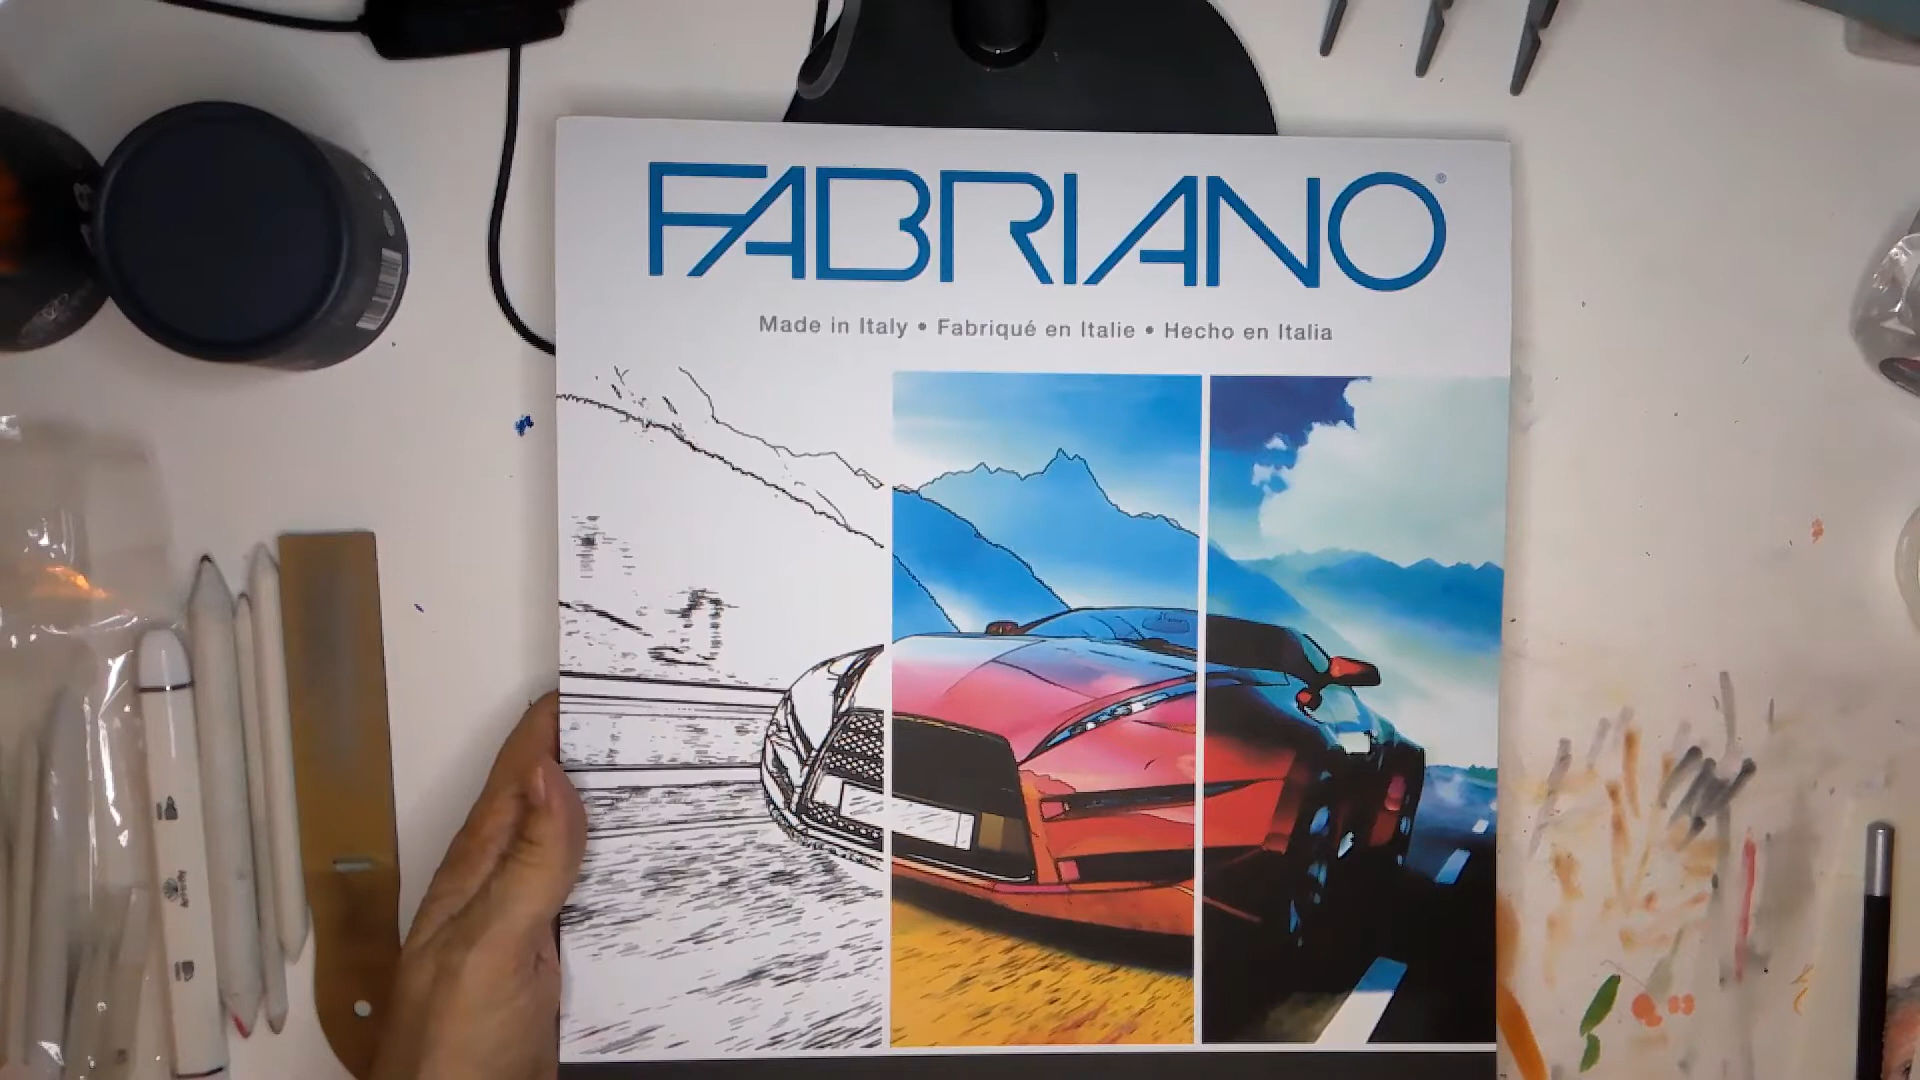 FABRIANO®
Made in Italy • Fabriqué en Italie • Hecho en Italia